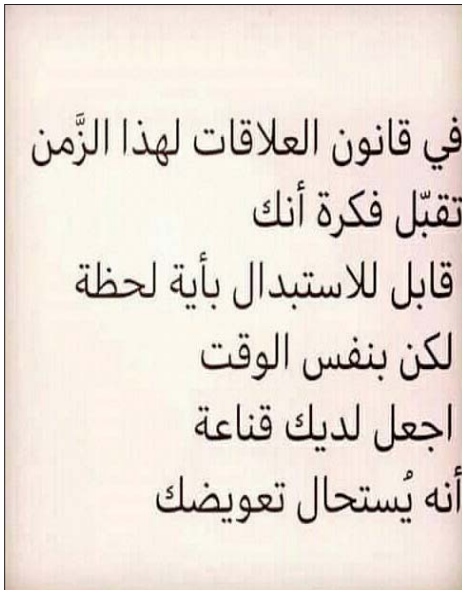 في قانون العلاقات لهذا الزَّمن
تقبّل فكرة أنك
قابل للاستبدال بأية لحظة
لكن بنفس الوقت
اجعل لديك قناعة
أنه يُستحال تعويضك